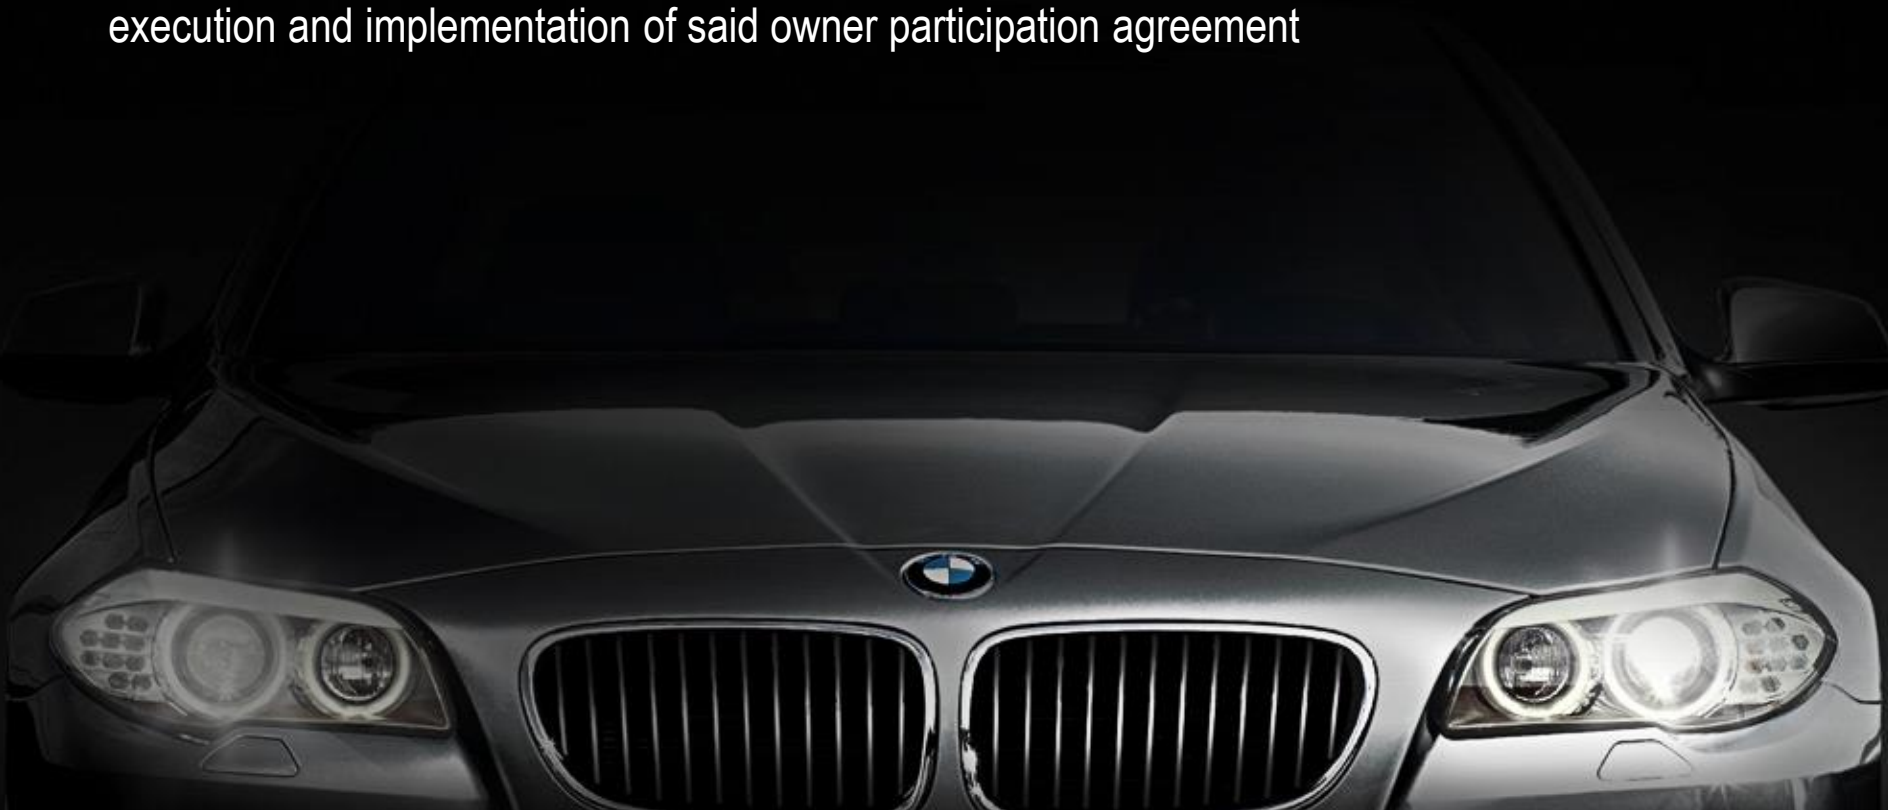 execution and implementation of said owner participation agreement